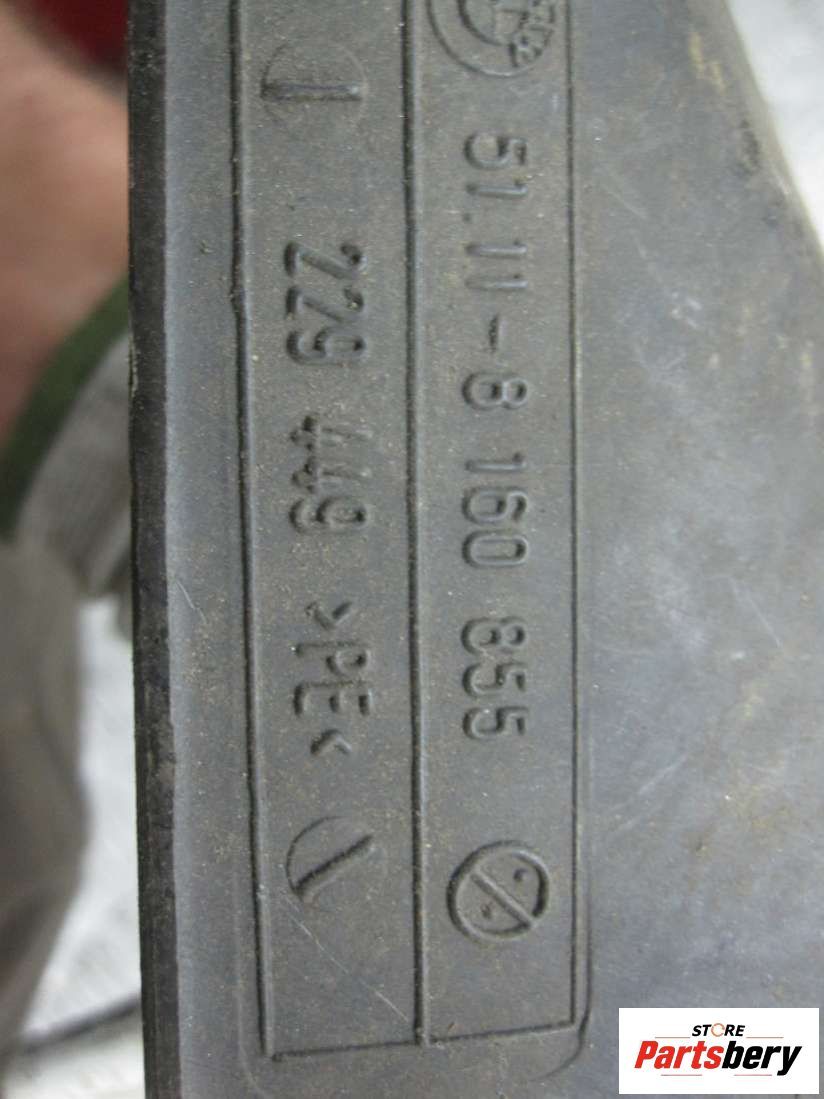 51.11-8 160 855
229 449 >PE<
STORE
Partsbery